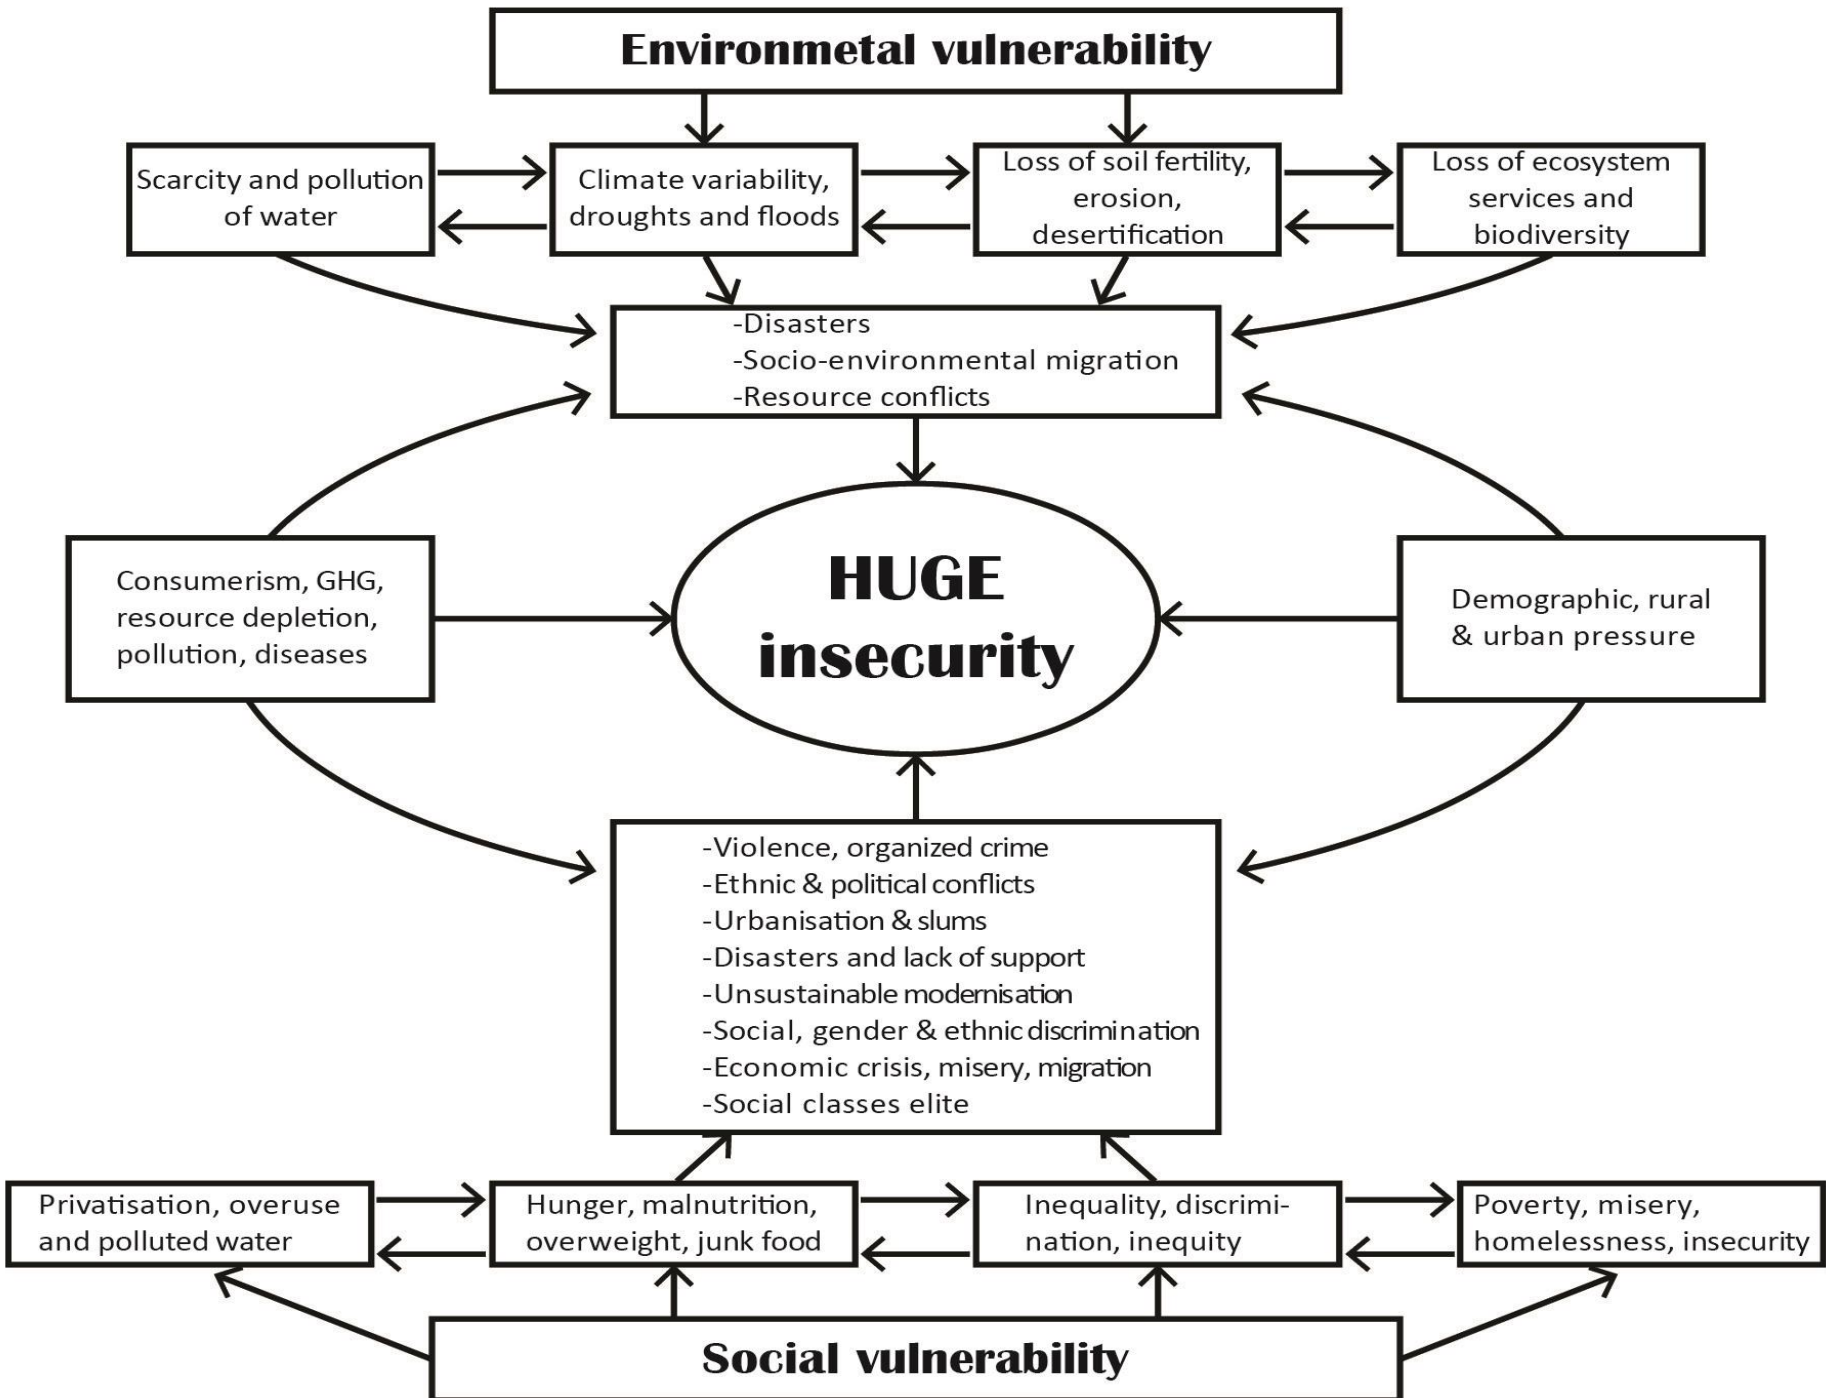 Environmetal vulnerability
Scarcity and pollution
of water
Climate variability,
droughts and floods
Loss of soil fertility,
erosion,
desertification
Loss of ecosystem
services and
biodiversity
-Disasters
-Socio-environmental migration
-Resource conflicts
Consumerism, GHG,
resource depletion,
pollution, diseases
HUGE
insecurity
Demographic, rural
& urban pressure
-Violence, organized crime
-Ethnic & political conflicts
-Urbanisation & slums
-Disasters and lack of support
-Unsustainable modernisation
-Social, gender & ethnic discrimination
-Economic crisis, misery, migration
-Social classes elite
Privatisation, overuse
and polluted water
Hunger, malnutrition,
overweight, junk food
Inequality, discrimi-
nation, inequity
Poverty, misery,
homelessness, insecurity
Social vulnerability